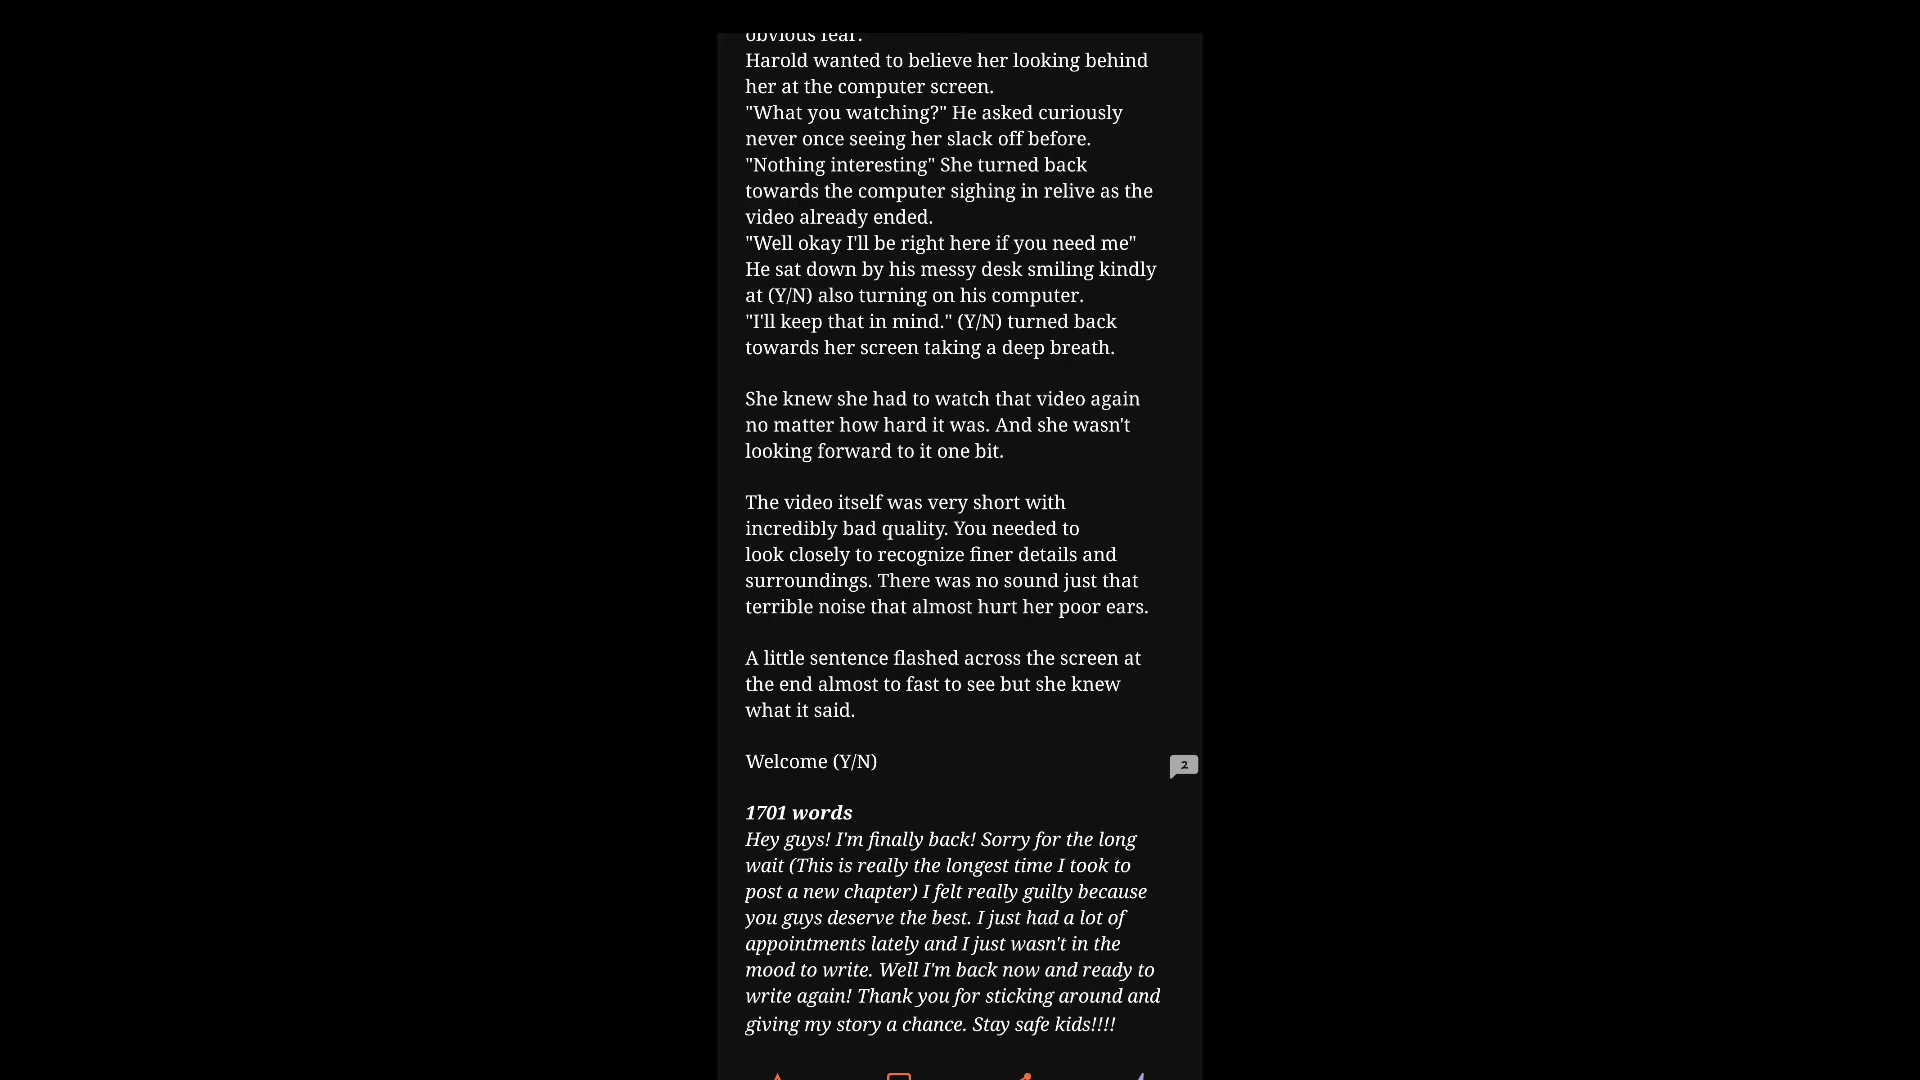 obvious fear.
Harold wanted to believe her looking behind
her at the computer screen.
"What you watching?" He asked curiously
never once seeing her slack off before.
"Nothing interesting" She turned back
towards the computer sighing in relive as the
video already ended.
"Well okay I'll be right here if you need me"
He sat down by his messy desk smiling kindly
at (Y/N) also turning on his computer.
"I'll keep that in mind." (Y/N) turned back
towards her screen taking a deep breath.
She knew she had to watch that video again
no matter how hard it was. And she wasn't
looking forward to it one bit.
The video itself was very short with
incredibly bad quality. You needed to
look closely to recognize finer details and
surroundings. There was no sound just that
terrible noise that almost hurt her poor ears.
A little sentence flashed across the screen at
the end almost to fast to see but she knew
what it said.
Welcome (Y/N)
2
1701 words
Hey guys! I'm finally back! Sorry for the long
wait (This is really the longest time I took to
post a new chapter) I felt really guilty because
you guys deserve the best. I just had a lot of
appointments lately and I just wasn't in the
mood to write. Well I'm back now and ready to
write again! Thank you for sticking around and
giving my story a chance. Stay safe kids!!!!